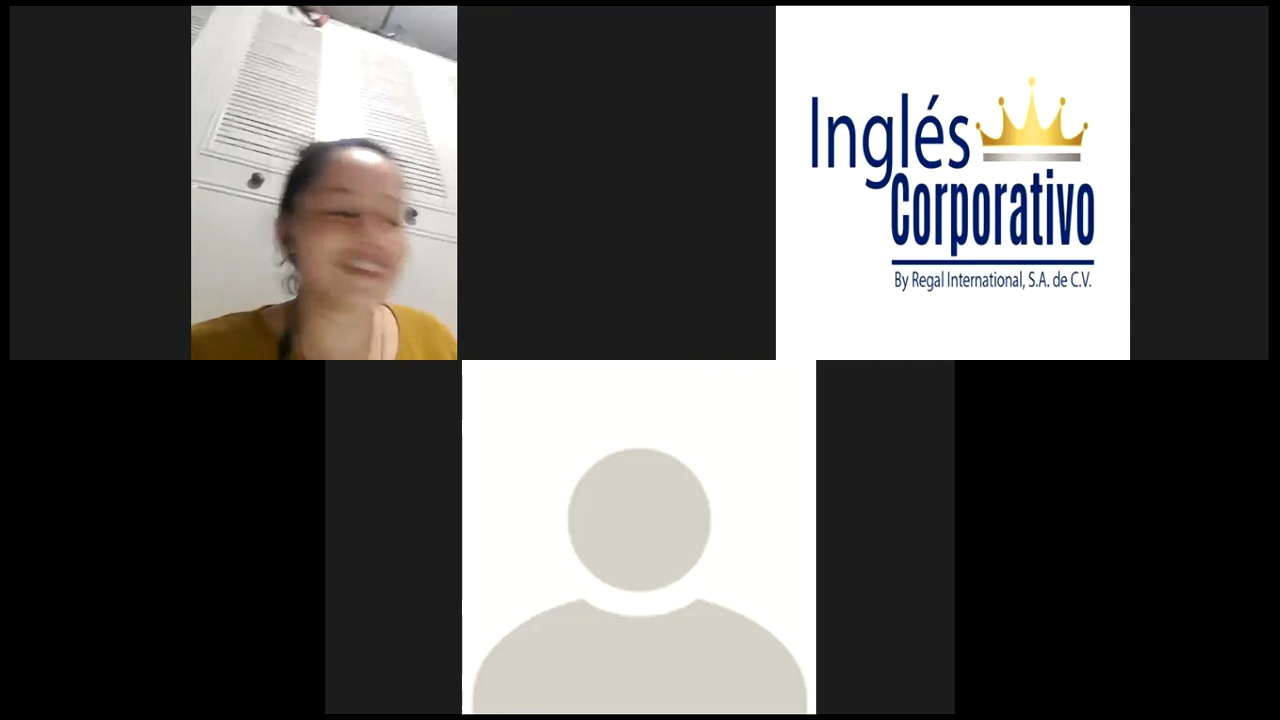 Inglés
Corporativo
By Regal International, S.A. de C.V.